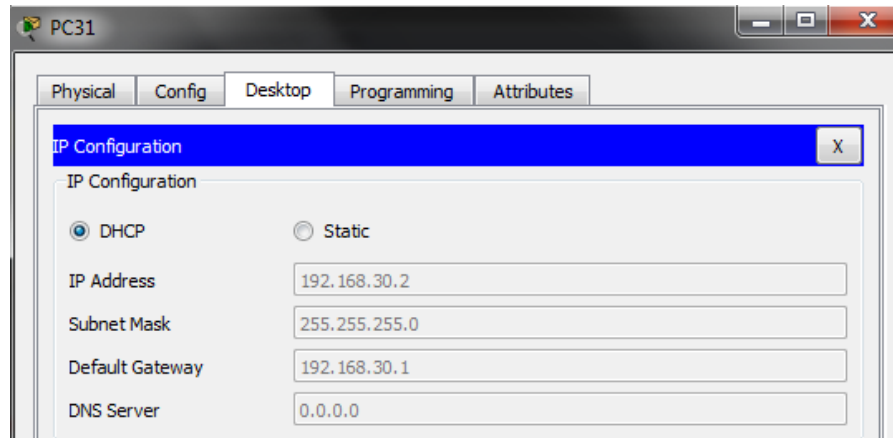 PC31
Physical Config Desktop Programming Attributes
IP Configuration X
IP Configuration
DHCP Static
IP Address 192.168.30.2
Subnet Mask 255.255.255.0
Default Gateway 192.168.30.1
DNS Server 0.0.0.0